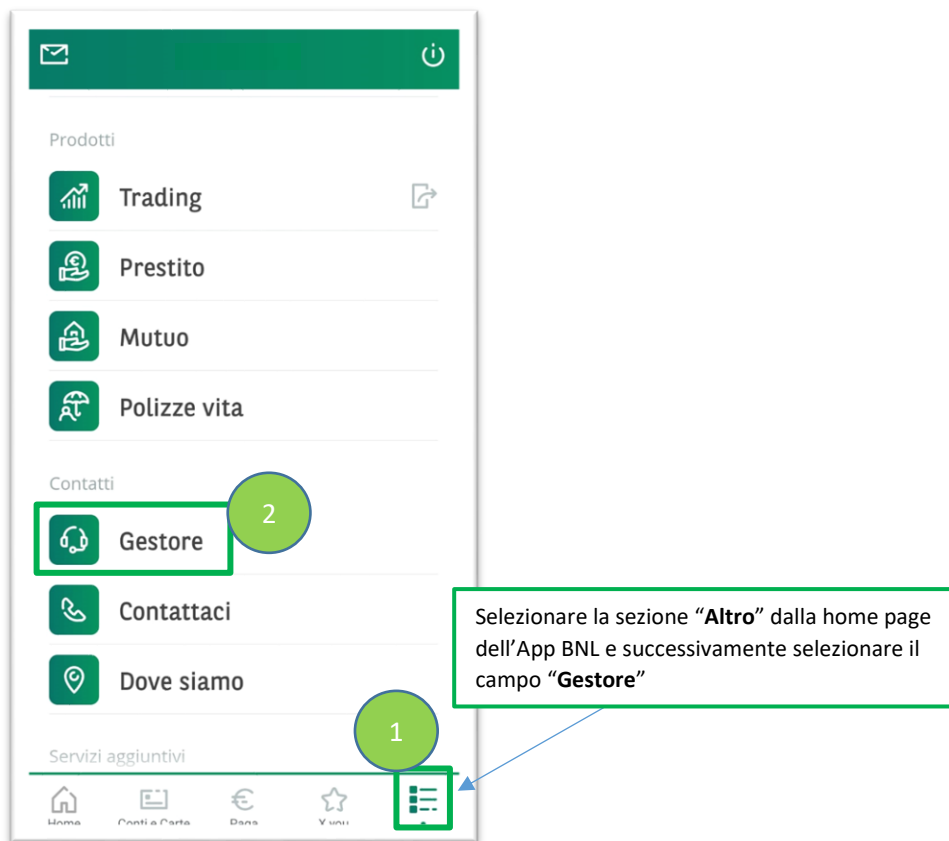 Prodotti
Trading
Prestito
Mutuo
Polizze vita
Contatti
2
Gestore
Contattaci
Dove siamo
Selezionare la sezione “Altro” dalla home page
dell’App BNL e successivamente selezionare il
campo “Gestore”
1
Servizi aggiuntivi
Home Conti e Carte Paga X you